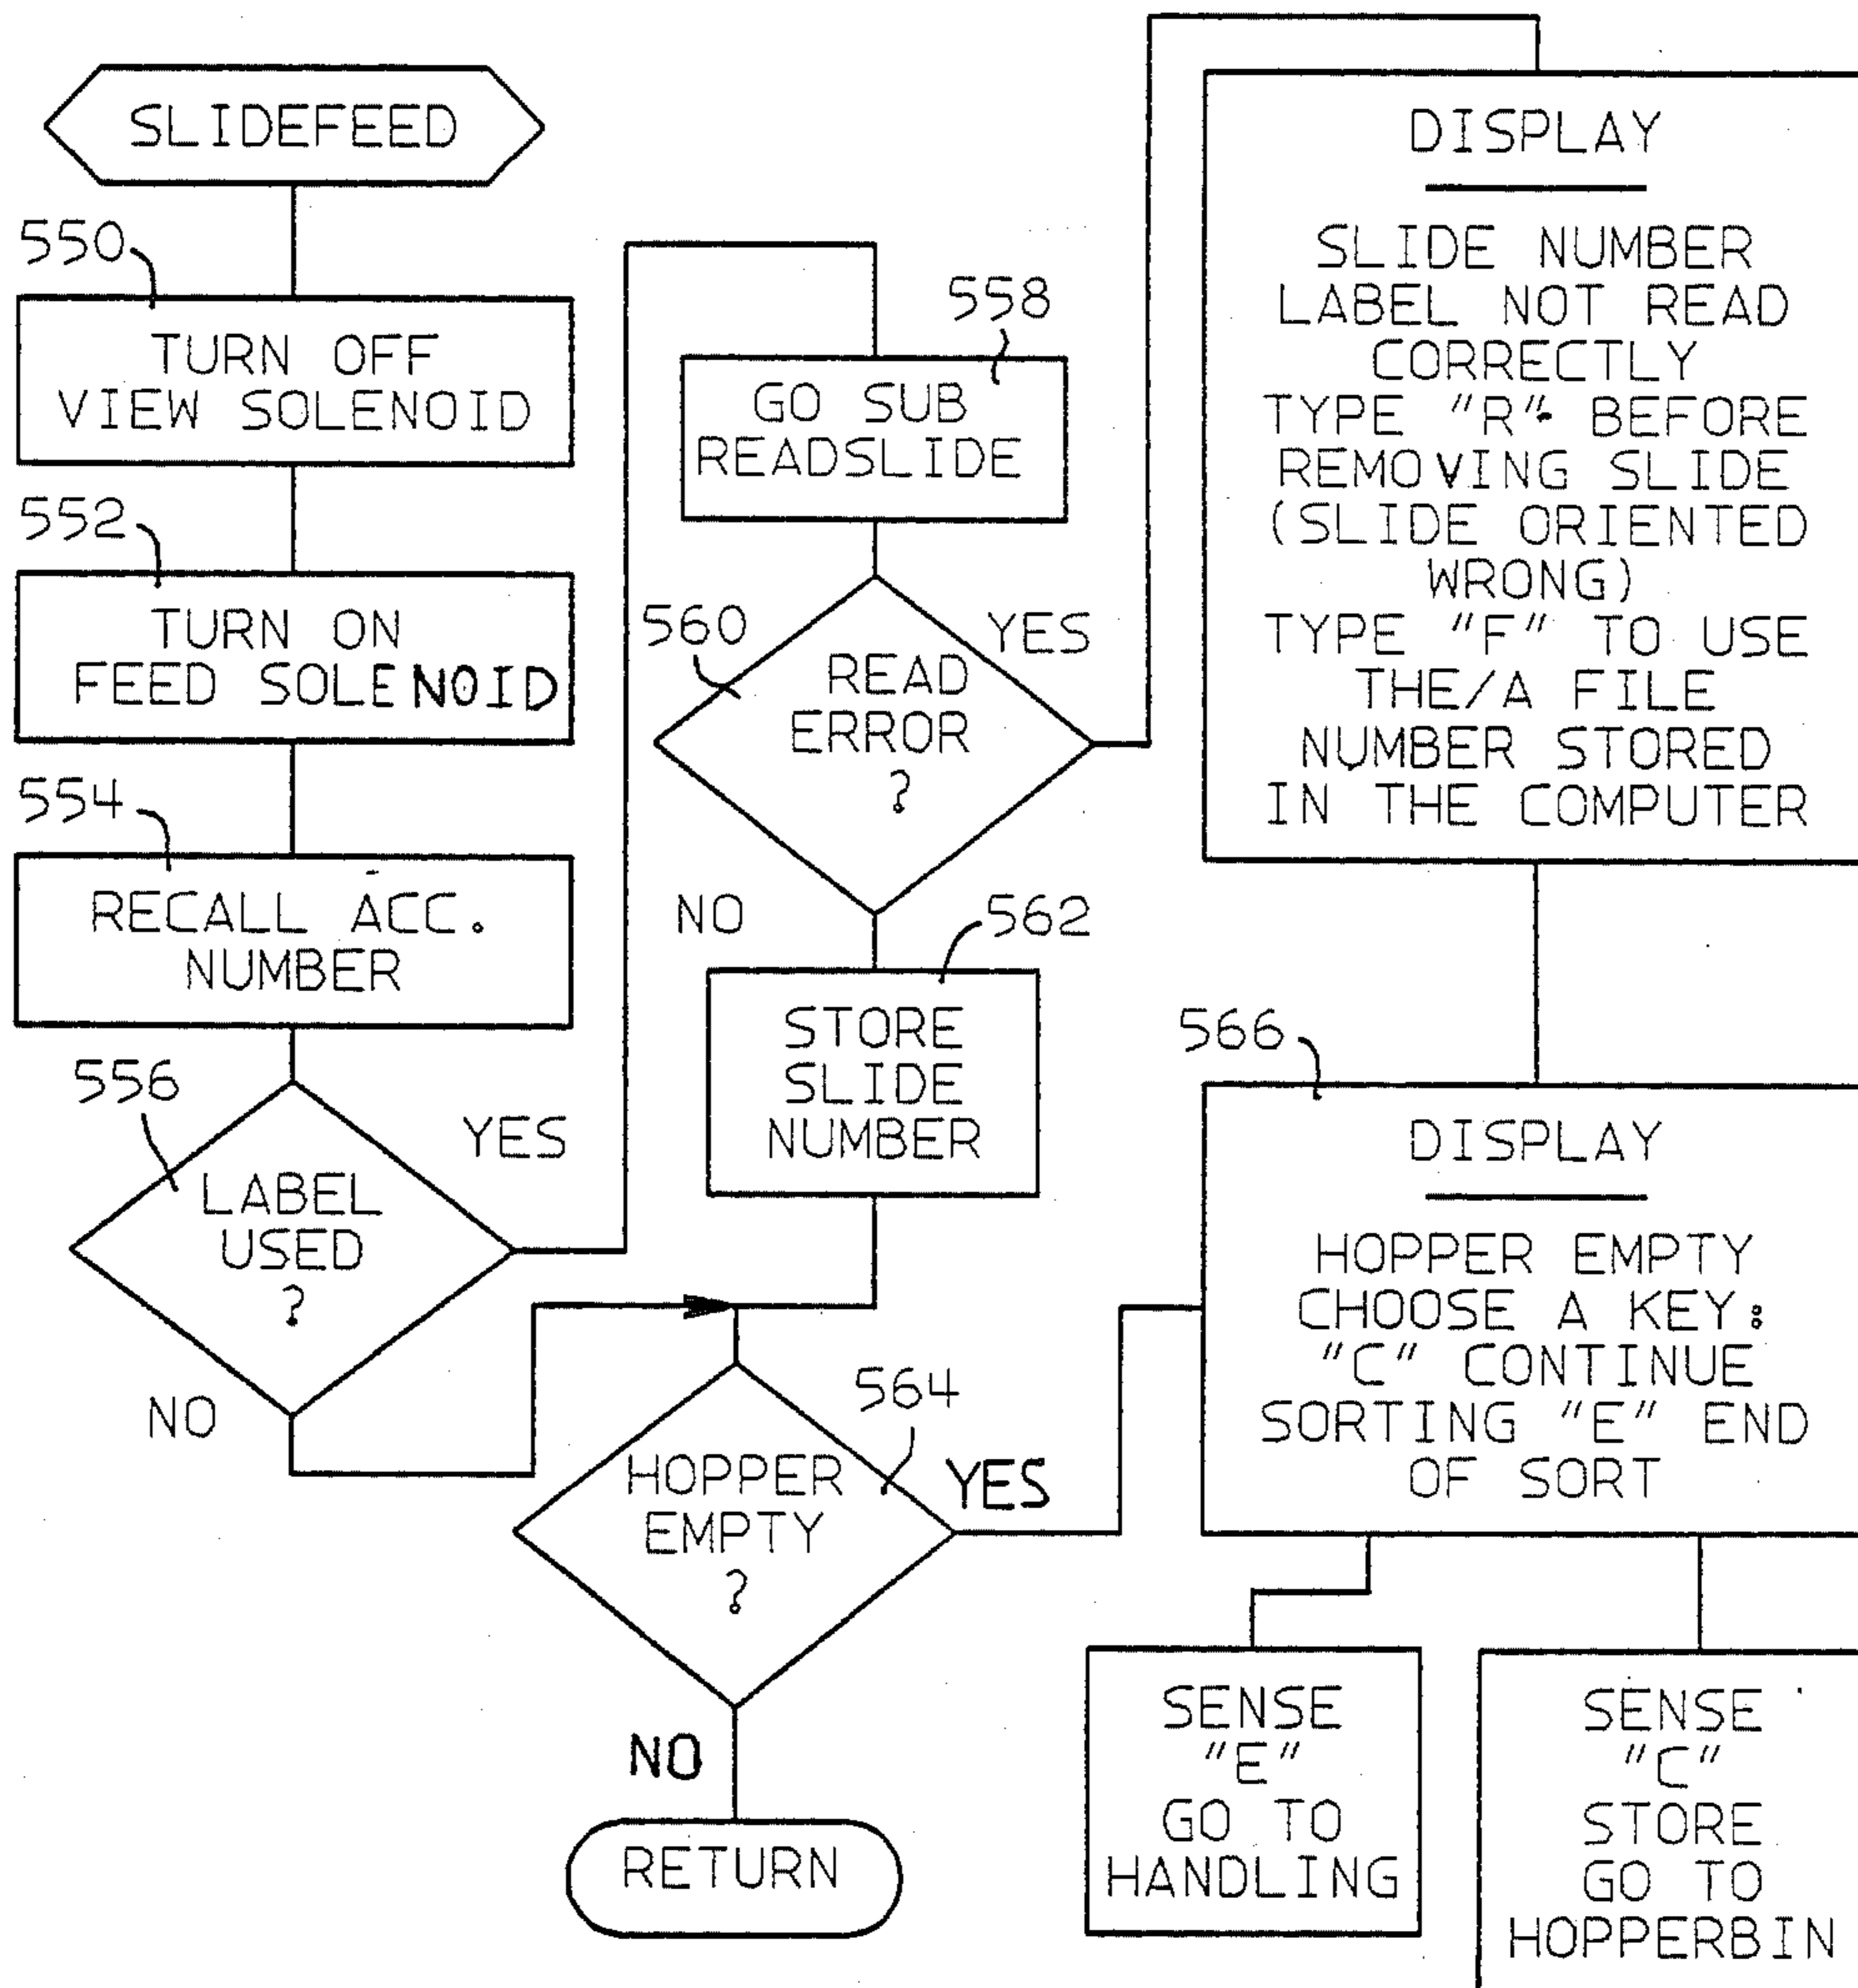 SLIDEFEED
550
TURN OFF
VIEW SOLENOID
552
TURN ON
FEED SOLENOID
554
RECALL ACC.
NUMBER
556
LABEL
USED
?
YES
NO
558
GO SUB
READSLIDE
560
READ
ERROR
?
YES
NO
562
STORE
SLIDE
NUMBER
564
HOPPER
EMPTY
?
YES
NO
RETURN
DISPLAY
SLIDE NUMBER
LABEL NOT READ
CORRECTLY
TYPE "R" BEFORE
REMOVING SLIDE
(SLIDE ORIENTED
WRONG)
TYPE "F" TO USE
THE/A FILE
NUMBER STORED
IN THE COMPUTER
566
DISPLAY
HOPPER EMPTY
CHOOSE A KEY:
"C" CONTINUE
SORTING "E" END
OF SORT
SENSE
"E"
GO TO
HANDLING
SENSE
"C"
STORE
GO TO
HOPPERBIN